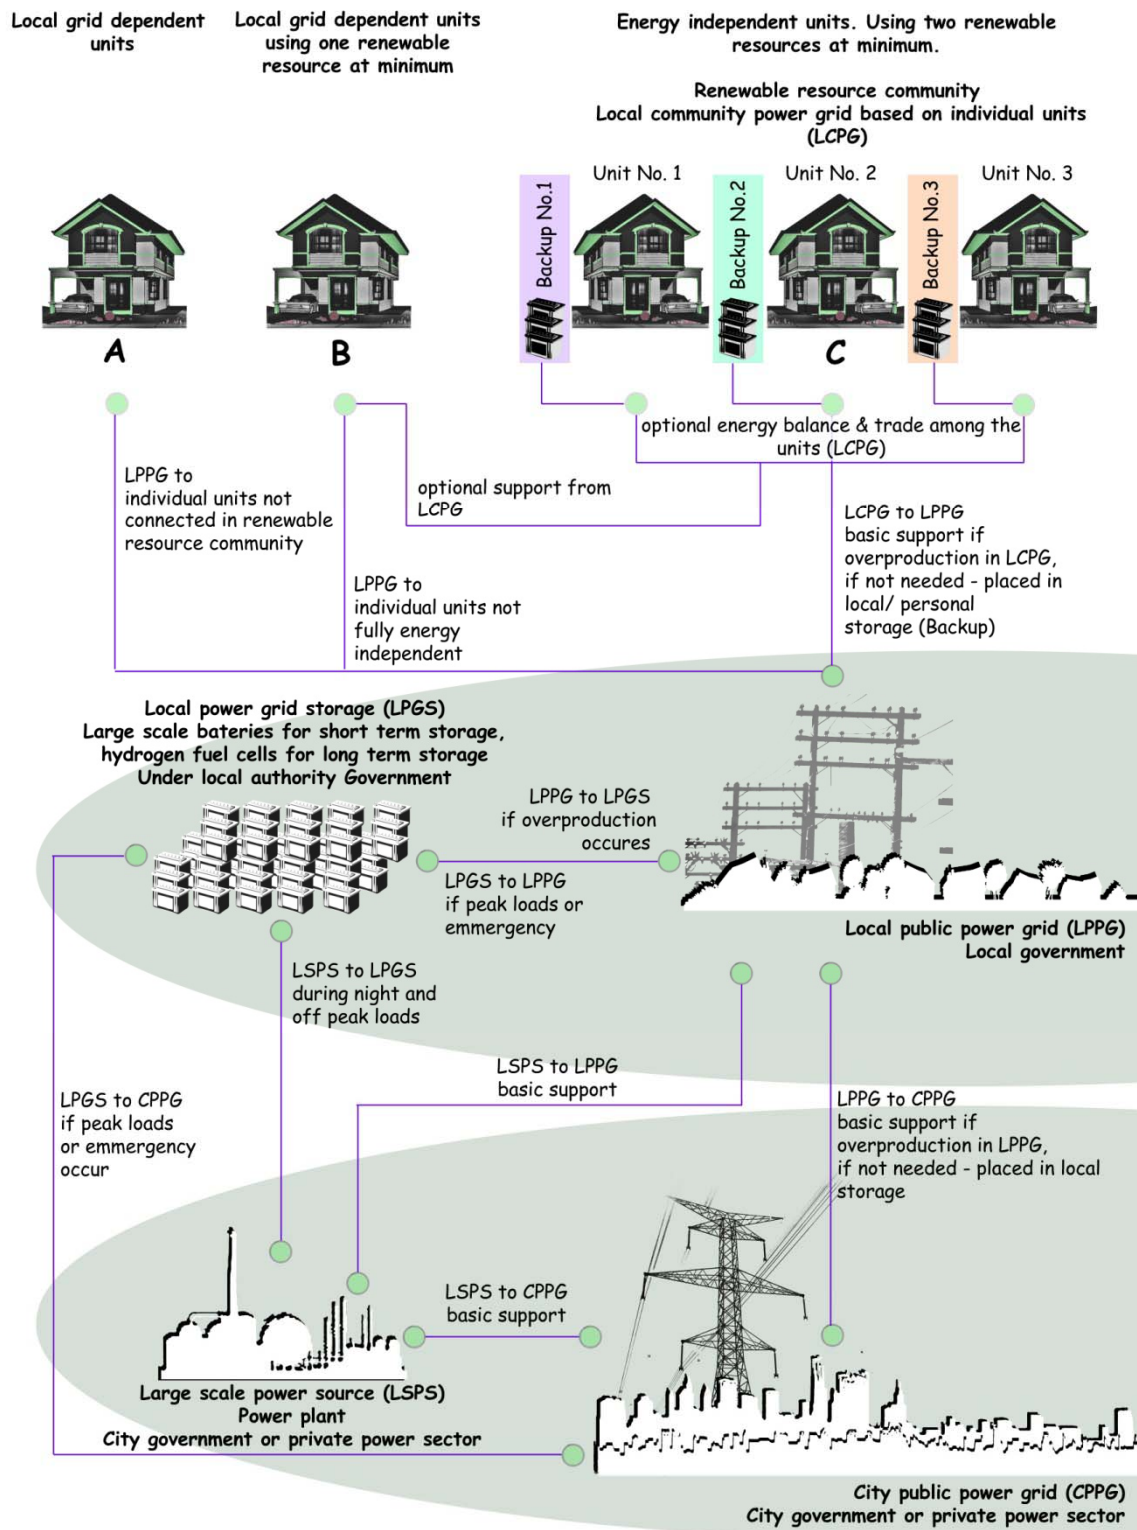 Local grid dependent
units
Local grid dependent units
using one renewable
resource at minimum
Energy independent units. Using two renewable
resources at minimum.
Renewable resource community
Local community power grid based on individual units
(LCPG)
Backup No.1
Unit No. 1
Backup No.2
Unit No. 2
Backup No.3
Unit No. 3
A
B
C
optional energy balance & trade among the
units (LCPG)
LPPG to
individual units not
connected in renewable
resource community
optional support from
LCPG
LCPG to LPPG
basic support if
overproduction in LCPG,
if not needed - placed in
local/ personal
storage (Backup)
LPPG to
individual units not
fully energy
independent
Local power grid storage (LPGS)
Large scale bateries for short term storage,
hydrogen fuel cells for long term storage
Under local authority Government
LPPG to LPGS
if overproduction
occures
LPGS to LPPG
if peak loads or
emmergency
Local public power grid (LPPG)
Local government
LSPS to LPGS
during night and
off peak loads
LSPS to LPPG
basic support
LPGS to CPPG
if peak loads
or emmergency
occur
LPPG to CPPG
basic support if
overproduction in LPPG,
if not needed - placed in local
storage
LSPS to CPPG
basic support
Large scale power source (LSPS)
Power plant
City government or private power sector
City public power grid (CPPG)
City government or private power sector